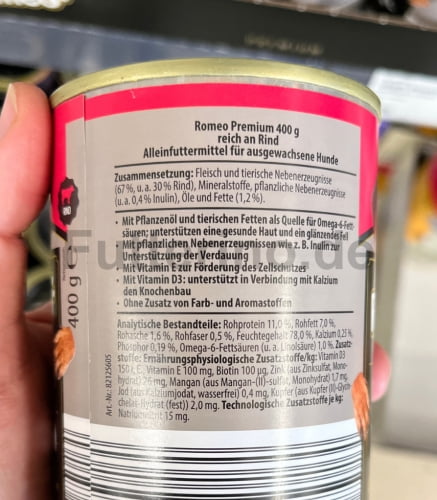 Romeo Premium 400 g
reich an Rind
Alleinfuttermittel für ausgewachsene Hunde
Zusammensetzung: Fleisch und tierische Nebenerzeugnisse
(67 %, u.a. 30 % Rind), Mineralstoffe, pflanzliche Nebenerzeugnisse
(u.a. 0,4 % Inulin), Öle und Fette (1,2 %).
• Mit Pflanzenöl und tierischen Fetten als Quelle für Omega-6-Fett-
säuren; unterstützen eine gesunde Haut und ein glänzendes Fell
• Mit pflanzlichen Nebenerzeugnissen wie z. B. Inulin zur
Unterstützung der Verdauung
• Mit Vitamin E zur Förderung des Zellschutzes
• Mit Vitamin D3: unterstützt in Verbindung mit Kalzium
den Knochenbau
• Ohne Zusatz von Farb- und Aromastoffen
Analytische Bestandteile: Rohprotein 11,0 %, Rohfett 7,0 %,
Rohasche 1,6 %, Rohfaser 0,5 %, Feuchtegehalt 78,0 %, Kalzium 0,25 %,
Phosphor 0,19 %, Omega-6-Fettsäuren (u. a. Linolsäure) 1,0 %. Zusatz-
stoffe: Ernährungsphysiologische Zusatzstoffe/kg: Vitamin D3
150 I.E., Vitamin E 100 mg, Biotin 100 µg, Zink (aus Zinksulfat, Mono-
hydrat) 26 mg, Mangan (aus Mangan-(II)-sulfat, Monohydrat) 1,7 mg,
Jod (aus Kalziumjodat, wasserfrei) 0,4 mg, Kupfer (aus Kupfer (II)-Glycin-
chelat-Hydrat (fest)) 2,0 mg. Technologische Zusatzstoffe je kg:
Natriumnitrit 15 mg.
400 g
Art.-Nr.: B2125605
RIND